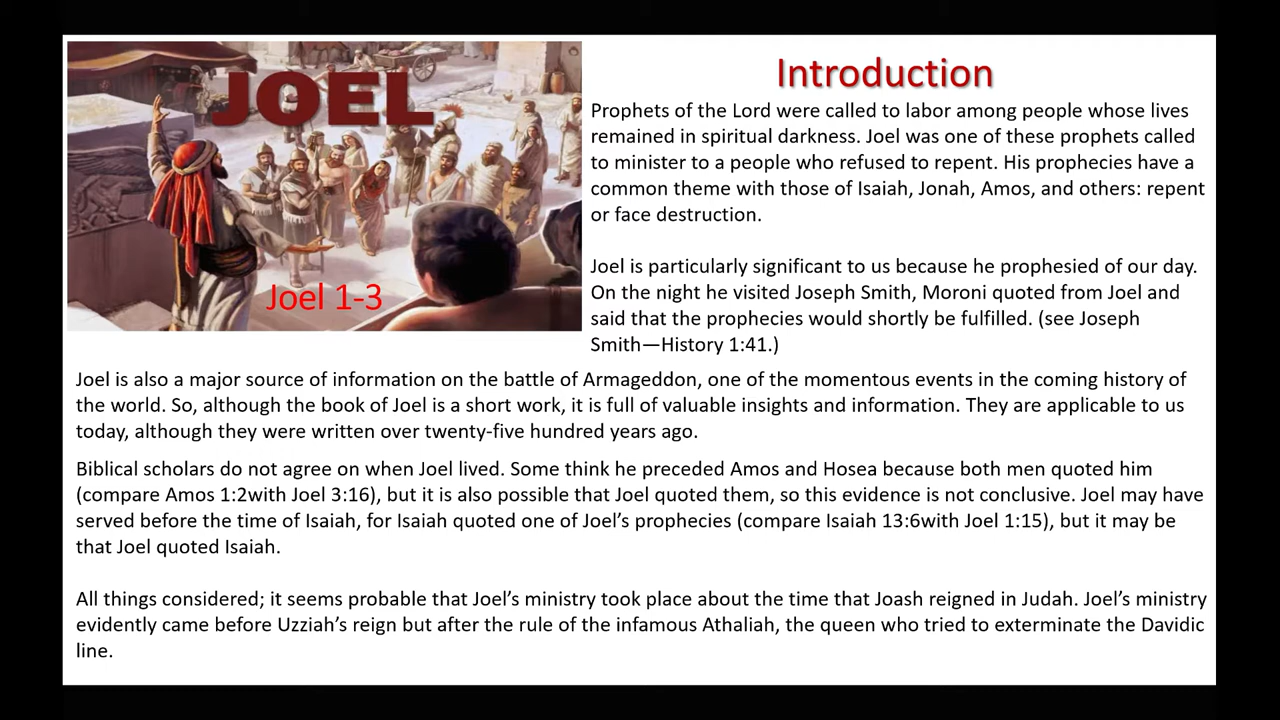 JOEL
Joel 1-3
Introduction
Prophets of the Lord were called to labor among people whose lives
remained in spiritual darkness. Joel was one of these prophets called
to minister to a people who refused to repent. His prophecies have a
common theme with those of Isaiah, Jonah, Amos, and others: repent
or face destruction.
Joel is particularly significant to us because he prophesied of our day.
On the night he visited Joseph Smith, Moroni quoted from Joel and
said that the prophecies would shortly be fulfilled. (see Joseph
Smith—History 1:41.)
Joel is also a major source of information on the battle of Armageddon, one of the momentous events in the coming history of
the world. So, although the book of Joel is a short work, it is full of valuable insights and information. They are applicable to us
today, although they were written over twenty-five hundred years ago.
Biblical scholars do not agree on when Joel lived. Some think he preceded Amos and Hosea because both men quoted him
(compare Amos 1:2with Joel 3:16), but it is also possible that Joel quoted them, so this evidence is not conclusive. Joel may have
served before the time of Isaiah, for Isaiah quoted one of Joel’s prophecies (compare Isaiah 13:6with Joel 1:15), but it may be
that Joel quoted Isaiah.
All things considered; it seems probable that Joel’s ministry took place about the time that Joash reigned in Judah. Joel’s ministry
evidently came before Uzziah’s reign but after the rule of the infamous Athaliah, the queen who tried to exterminate the Davidic
line.